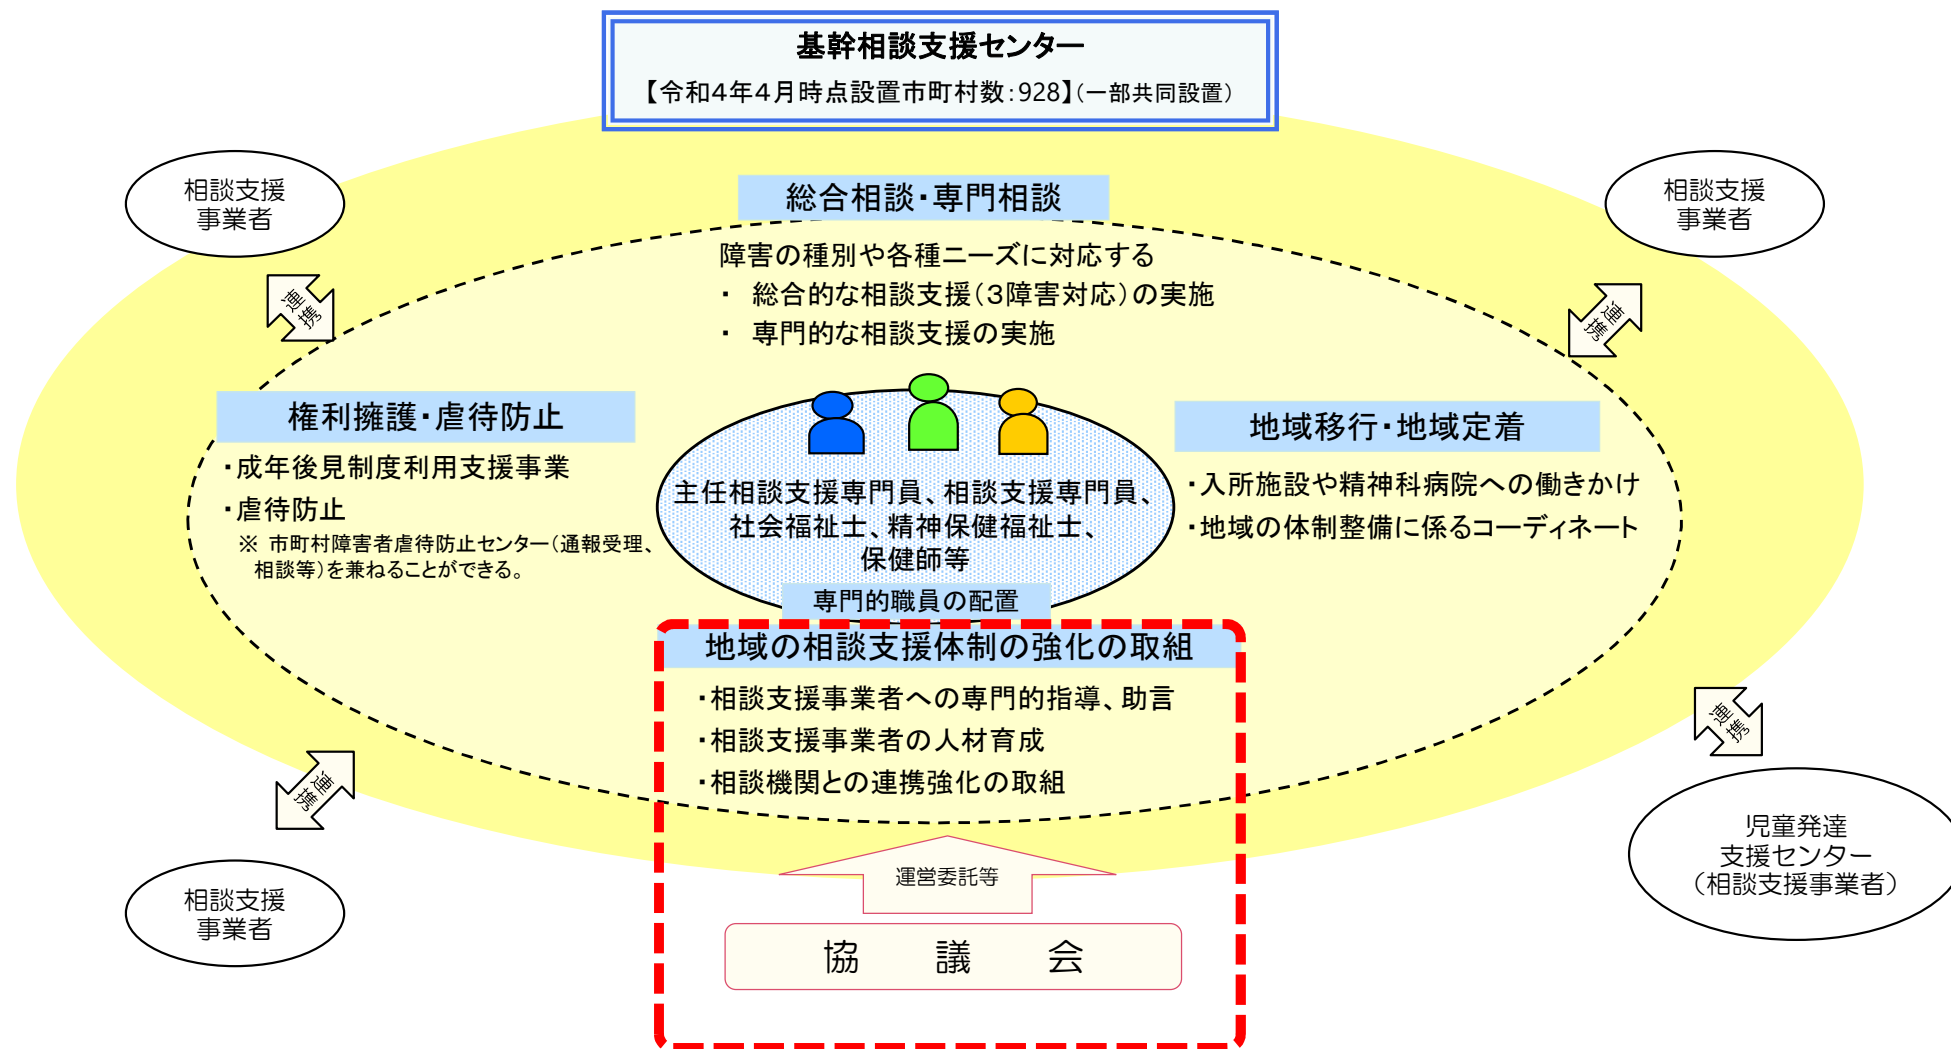 基幹相談支援センター
【令和4年4月時点設置市町村数:928】(一部共同設置)
相談支援
事業者
相談支援
事業者
総合相談・専門相談
障害の種別や各種ニーズに対応する
・ 総合的な相談支援(3障害対応)の実施
・ 専門的な相談支援の実施
連携
連携
権利擁護・虐待防止
・成年後見制度利用支援事業
・虐待防止
※ 市町村障害者虐待防止センター(通報受理、
相談等)を兼ねることができる。
主任相談支援専門員、相談支援専門員、
社会福祉士、精神保健福祉士、
保健師等
専門的職員の配置
地域移行・地域定着
・入所施設や精神科病院への働きかけ
・地域の体制整備に係るコーディネート
地域の相談支援体制の強化の取組
・相談支援事業者への専門的指導、助言
・相談支援事業者の人材育成
・相談機関との連携強化の取組
連携
連携
相談支援
事業者
運営委託等
協 議 会
児童発達
支援センター
(相談支援事業者)